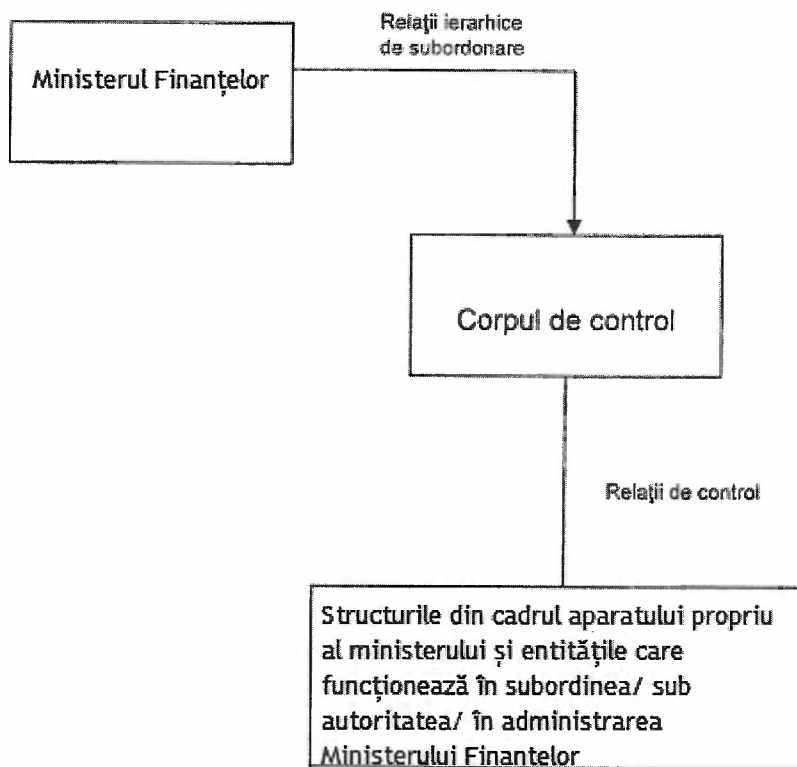 Relații ierarhice
de subordonare
Ministerul Finanțelor
Corpul de control
Relații de control
Structurile din cadrul aparatului propriu
al ministerului și entitățile care
funcționează în subordinea/ sub
autoritatea/ în administrarea
Ministerului Finantelor